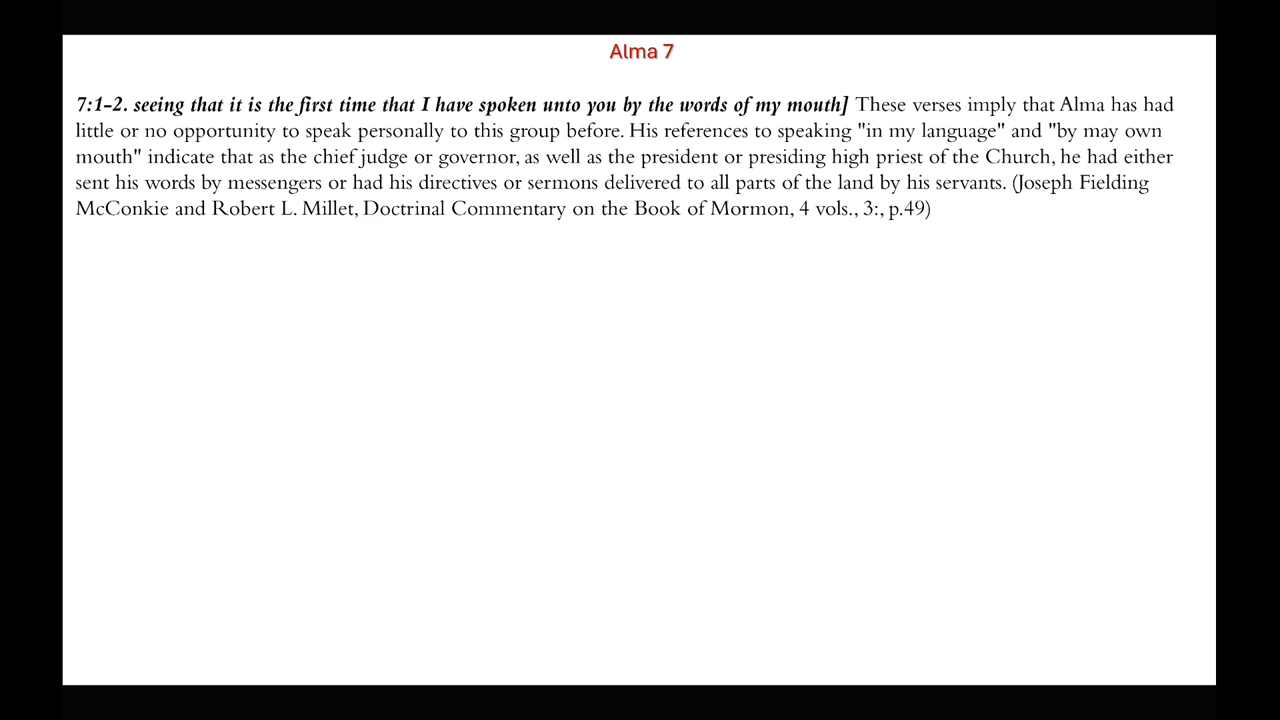 Alma 7
7:1-2. seeing that it is the first time that I have spoken unto you by the words of my mouth] These verses imply that Alma has had
little or no opportunity to speak personally to this group before. His references to speaking "in my language" and "by may own
mouth" indicate that as the chief judge or governor, as well as the president or presiding high priest of the Church, he had either
sent his words by messengers or had his directives or sermons delivered to all parts of the land by his servants. (Joseph Fielding
McConkie and Robert L. Millet, Doctrinal Commentary on the Book of Mormon, 4 vols., 3:, p.49)